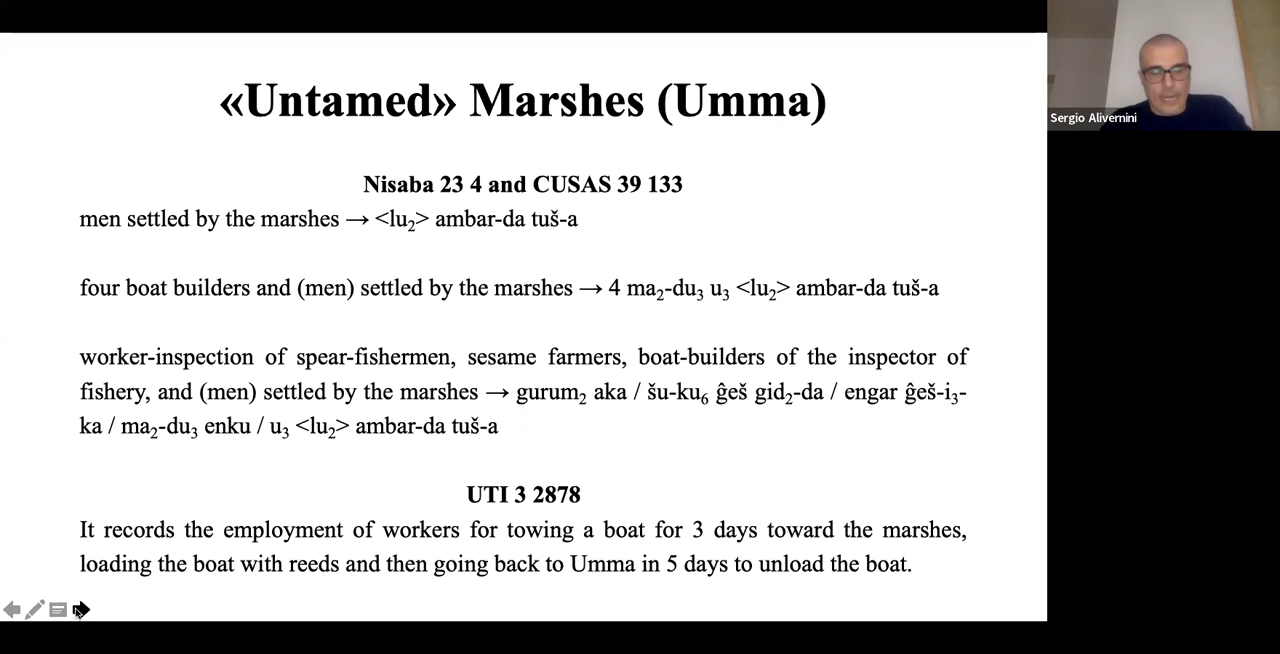 «Untamed» Marshes (Umma)
Nisaba 23 4 and CUSAS 39 133
men settled by the marshes → <lu₂> ambar-da tuš-a
four boat builders and (men) settled by the marshes → 4 ma₂-du₃ u₃ <lu₂> ambar-da tuš-a
worker-inspection of spear-fishermen, sesame farmers, boat-builders of the inspector of
fishery, and (men) settled by the marshes → gurum₂ aka / šu-ku₆ ĝeš gid₂-da / engar ĝeš-i₃-
ka / ma₂-du₃ enku / u₃ <lu₂> ambar-da tuš-a
UTI 3 2878
It records the employment of workers for towing a boat for 3 days toward the marshes,
loading the boat with reeds and then going back to Umma in 5 days to unload the boat.
Sergio Alivernini